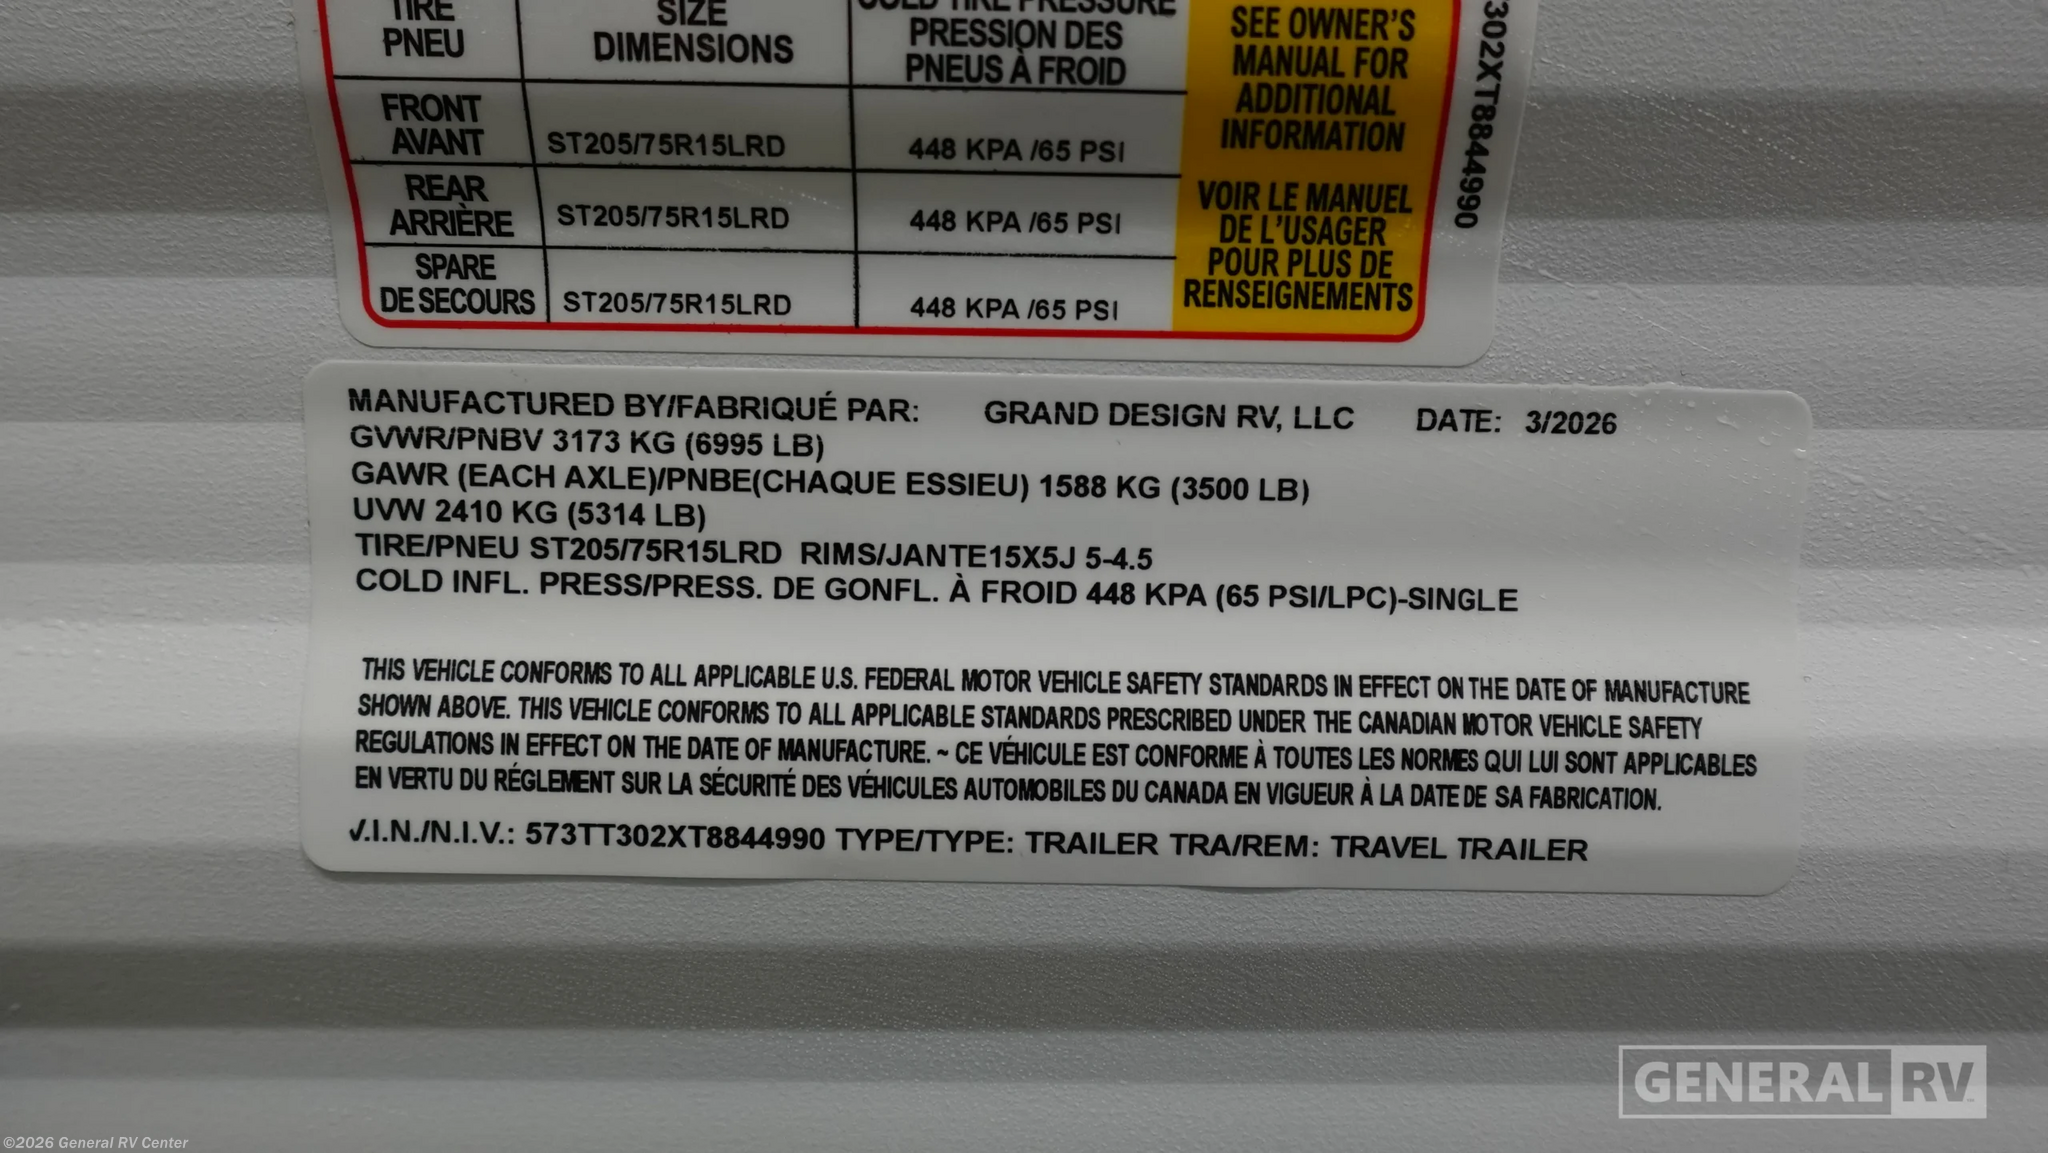 TIRE SIZE COLD TIRE PRESSURE
PNEU DIMENSIONS PRESSION DES
PNEUS À FROID
FRONT
AVANT ST205/75R15LRD 448 KPA /65 PSI
REAR
ARRIÈRE ST205/75R15LRD 448 KPA /65 PSI
SPARE
DE SECOURS ST205/75R15LRD 448 KPA /65 PSI
SEE OWNER'S
MANUAL FOR
ADDITIONAL
INFORMATION
VOIR LE MANUEL
DE L'USAGER
POUR PLUS DE
RENSEIGNEMENTS
302XT8844990
MANUFACTURED BY/FABRIQUÉ PAR: GRAND DESIGN RV, LLC DATE: 3/2026
GVWR/PNBV 3173 KG (6995 LB)
GAWR (EACH AXLE)/PNBE(CHAQUE ESSIEU) 1588 KG (3500 LB)
UVW 2410 KG (5314 LB)
TIRE/PNEU ST205/75R15LRD RIMS/JANTE15X5J 5-4.5
COLD INFL. PRESS/PRESS. DE GONFL. À FROID 448 KPA (65 PSI/LPC)-SINGLE
THIS VEHICLE CONFORMS TO ALL APPLICABLE U.S. FEDERAL MOTOR VEHICLE SAFETY STANDARDS IN EFFECT ON THE DATE OF MANUFACTURE
SHOWN ABOVE. THIS VEHICLE CONFORMS TO ALL APPLICABLE STANDARDS PRESCRIBED UNDER THE CANADIAN MOTOR VEHICLE SAFETY
REGULATIONS IN EFFECT ON THE DATE OF MANUFACTURE. ~ CE VÉHICULE EST CONFORME À TOUTES LES NORMES QUI LUI SONT APPLICABLES
EN VERTU DU RÉGLEMENT SUR LA SÉCURITÉ DES VÉHICULES AUTOMOBILES DU CANADA EN VIGUEUR À LA DATE DE SA FABRICATION.
V.I.N./N.I.V.: 573TT302XT8844990 TYPE/TYPE: TRAILER TRA/REM: TRAVEL TRAILER
GENERAL RV
©2026 General RV Center